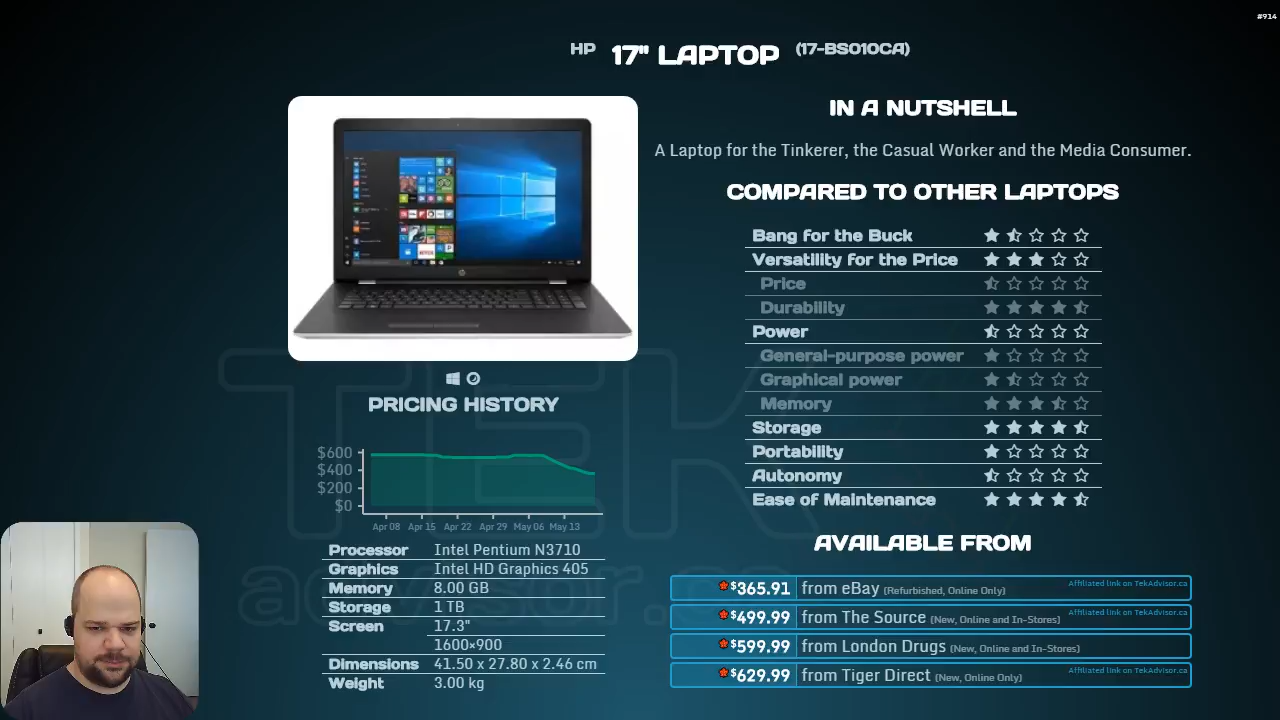 #914
HP 17" LAPTOP (17-BS010CA)
IN A NUTSHELL
A Laptop for the Tinkerer, the Casual Worker and the Media Consumer.
COMPARED TO OTHER LAPTOPS
Bang for the Buck
Versatility for the Price
Price
Durability
Power
General-purpose power
Graphical power
Memory
Storage
Portability
Autonomy
Ease of Maintenance
PRICING HISTORY
$600
$400
$200
$0
Apr 08 Apr 15 Apr 22 Apr 29 May 06 May 13
Processor Intel Pentium N3710
Graphics Intel HD Graphics 405
Memory 8.00 GB
Storage 1 TB
Screen 17.3"
1600×900
Dimensions 41.50 x 27.80 x 2.46 cm
Weight 3.00 kg
AVAILABLE FROM
$365.91 from eBay (Refurbished, Online Only) Affiliated link on TekAdvisor.ca
$499.99 from The Source (New, Online and In-Stores) Affiliated link on TekAdvisor.ca
$599.99 from London Drugs (New, Online and In-Stores)
$629.99 from Tiger Direct (New, Online Only) Affiliated link on TekAdvisor.ca
TEK
advisor.ca